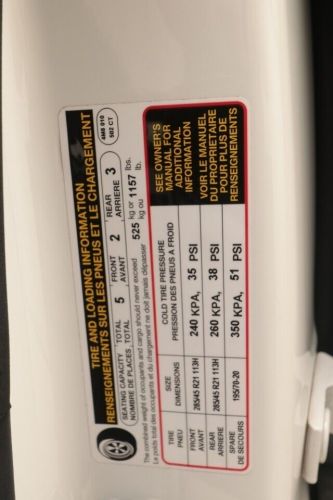 TIRE AND LOADING INFORMATION
RENSEIGNEMENTS SUR LES PNEUS ET LE CHARGEMENT
4M8 010
502 CT
SEATING CAPACITY TOTAL 5 FRONT 2 REAR 3
NOMBRE DE PLACES TOTAL AVANT ARRIERE
The combined weight of occupants and cargo should never exceed 525 kg or 1157 lbs.
Le poids total des occupants et du chargement ne doit jamais dépasser kg ou lb.
TIRE SIZE COLD TIRE PRESSURE
PNEU DIMENSIONS PRESSION DES PNEUS A FROID
FRONT 285/45 R21 113H 240 KPA, 35 PSI
AVANT
REAR 285/45 R21 113H 260 KPA, 38 PSI
ARRIERE
SPARE 195/70-20 350 KPA, 51 PSI
DE SECOURS
SEE OWNER'S
MANUAL FOR
ADDITIONAL
INFORMATION
VOIR LE MANUEL
DU PROPRIETAIRE
POUR PLUS DE
RENSEIGNEMENTS